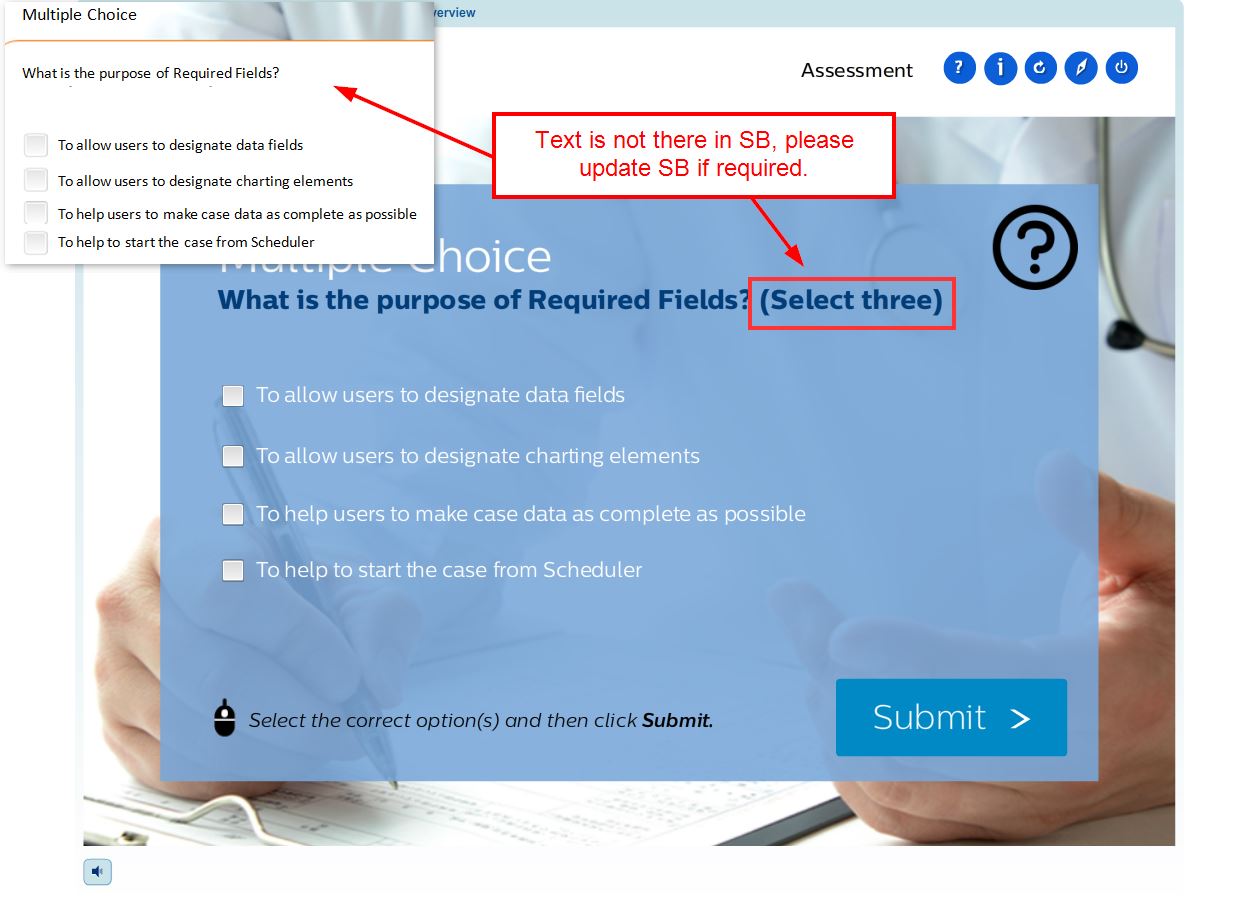 Multiple Choice
What is the purpose of Required Fields?
To allow users to designate data fields
To allow users to designate charting elements
To help users to make case data as complete as possible
To help to start the case from Scheduler
Assessment
Text is not there in SB, please
update SB if required.
Multiple Choice
What is the purpose of Required Fields? (Select three)
To allow users to designate data fields
To allow users to designate charting elements
To help users to make case data as complete as possible
To help to start the case from Scheduler
Select the correct option(s) and then click Submit.
Submit >